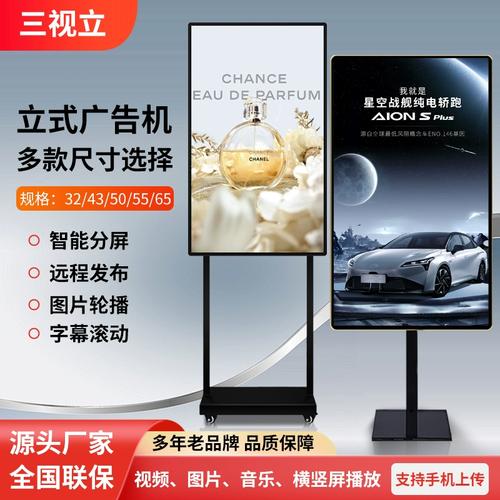 三视立
立式广告机
多款尺寸选择
规格：32/43/50/55/65
智能分屏
远程发布
图片轮播
字幕滚动
CHANCE
EAU DE PARFUM
CHANEL
我就是
星空战舰纯电轿跑
AION S Plus
源头厂家
全国联保
多年老品牌 品质保障
视频、图片、音乐、横竖屏播放
支持手机上传